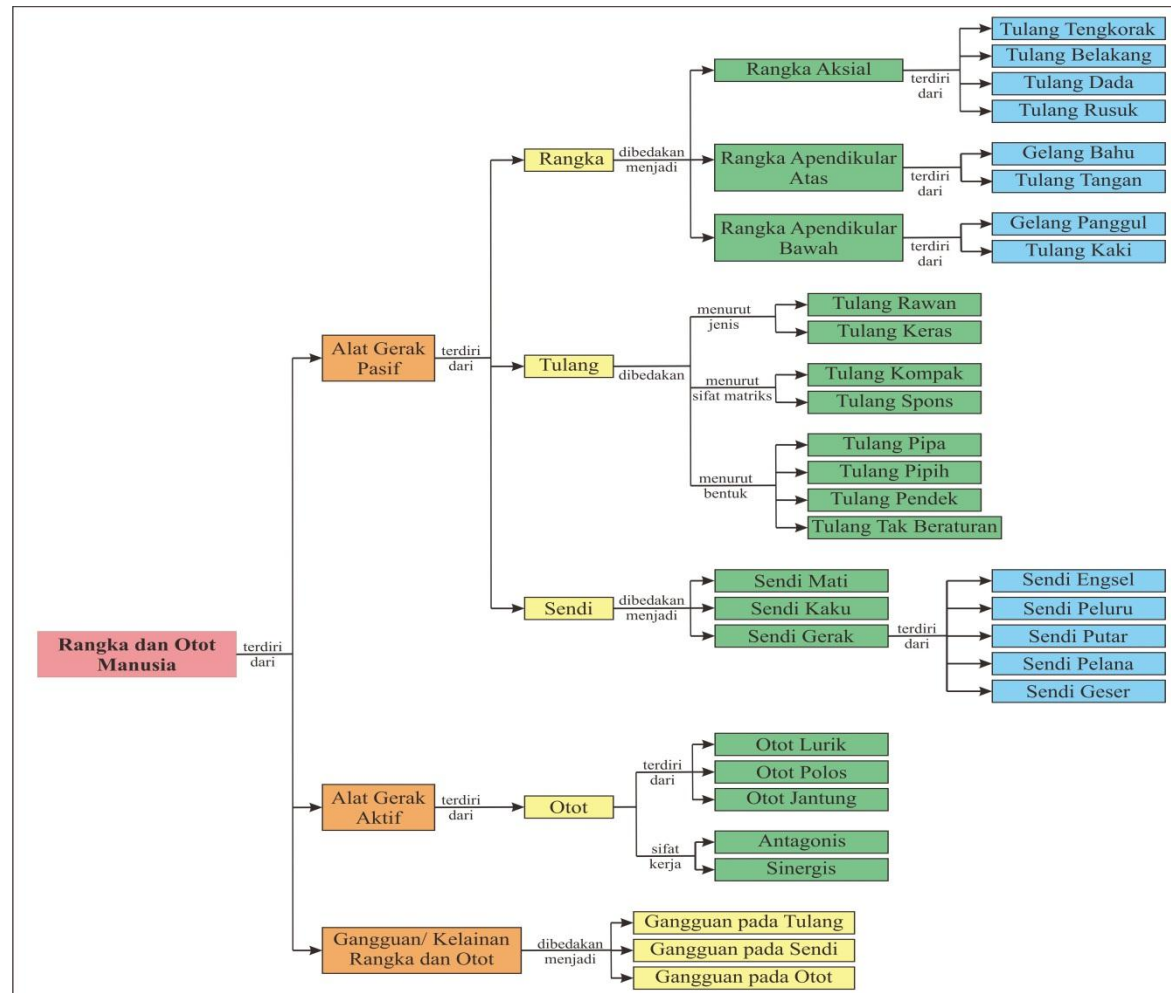 Rangka dan Otot
Manusia
terdiri
dari
Alat Gerak
Pasif
terdiri
dari
Rangka
dibedakan
menjadi
Rangka Aksial
terdiri
dari
Tulang Tengkorak
Tulang Belakang
Tulang Dada
Tulang Rusuk
Rangka Apendikular
Atas
terdiri
dari
Gelang Bahu
Tulang Tangan
Rangka Apendikular
Bawah
terdiri
dari
Gelang Panggul
Tulang Kaki
Tulang
dibedakan
menurut
jenis
Tulang Rawan
Tulang Keras
menurut
sifat matriks
Tulang Kompak
Tulang Spons
menurut
bentuk
Tulang Pipa
Tulang Pipih
Tulang Pendek
Tulang Tak Beraturan
Sendi
dibedakan
menjadi
Sendi Mati
Sendi Kaku
Sendi Gerak
terdiri
dari
Sendi Engsel
Sendi Peluru
Sendi Putar
Sendi Pelana
Sendi Geser
Alat Gerak
Aktif
terdiri
dari
Otot
terdiri
dari
Otot Lurik
Otot Polos
Otot Jantung
sifat
kerja
Antagonis
Sinergis
Gangguan/ Kelainan
Rangka dan Otot
dibedakan
menjadi
Gangguan pada Tulang
Gangguan pada Sendi
Gangguan pada Otot